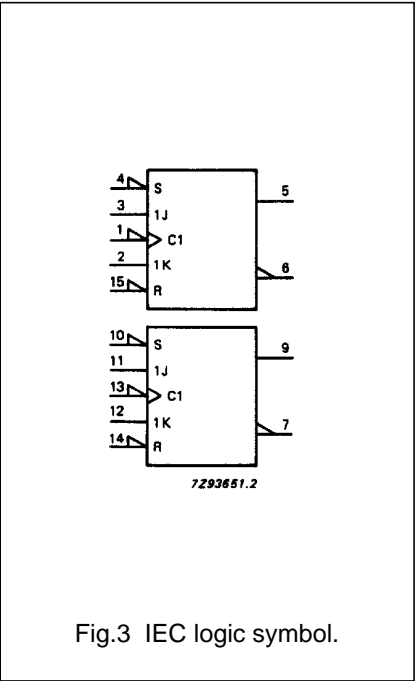 4 S 5
3 1J
1 C1
2 1K 6
15 R
10 S 9
11 1J
13 C1
12 1K 7
14 R
7Z93651.2
Fig.3 IEC logic symbol.